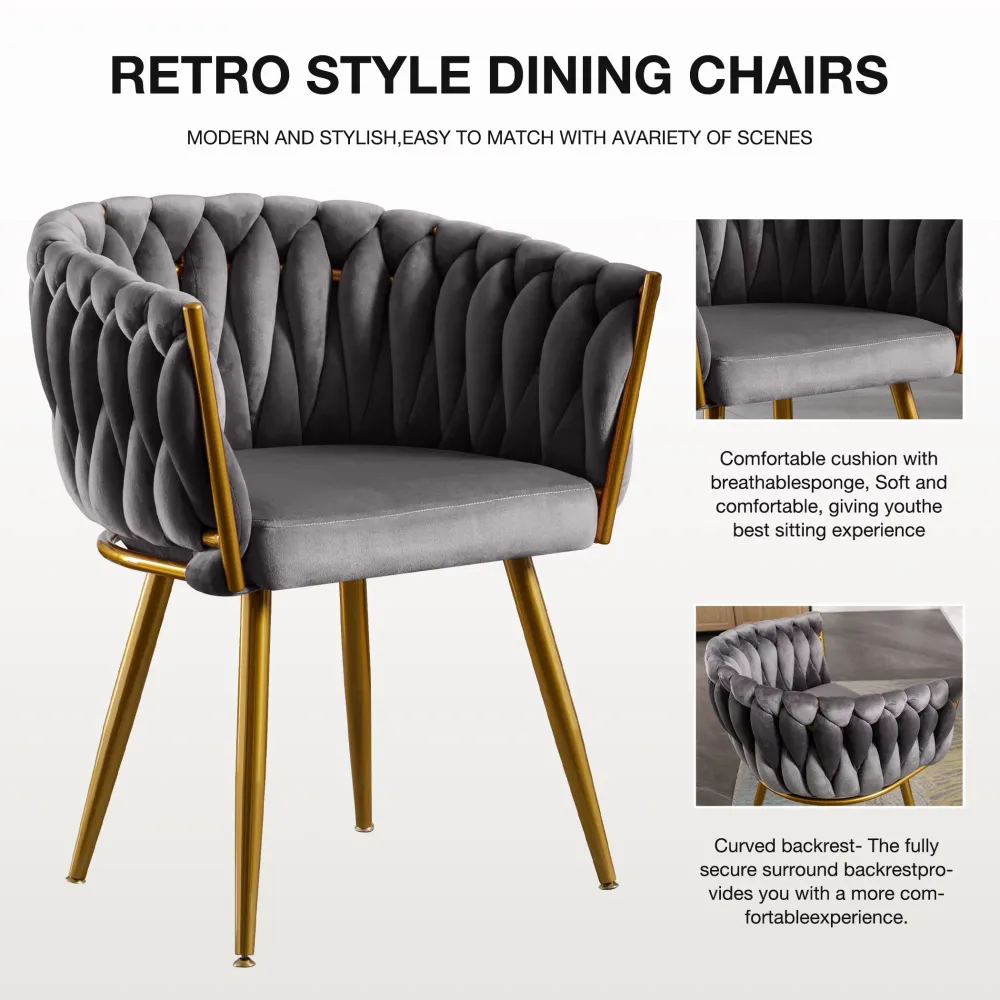 RETRO STYLE DINING CHAIRS
MODERN AND STYLISH,EASY TO MATCH WITH AVARIETY OF SCENES
Comfortable cushion with
breathablesponge, Soft and
comfortable, giving youthe
best sitting experience
Curved backrest- The fully
secure surround backrestpro-
vides you with a more com-
fortableexperience.